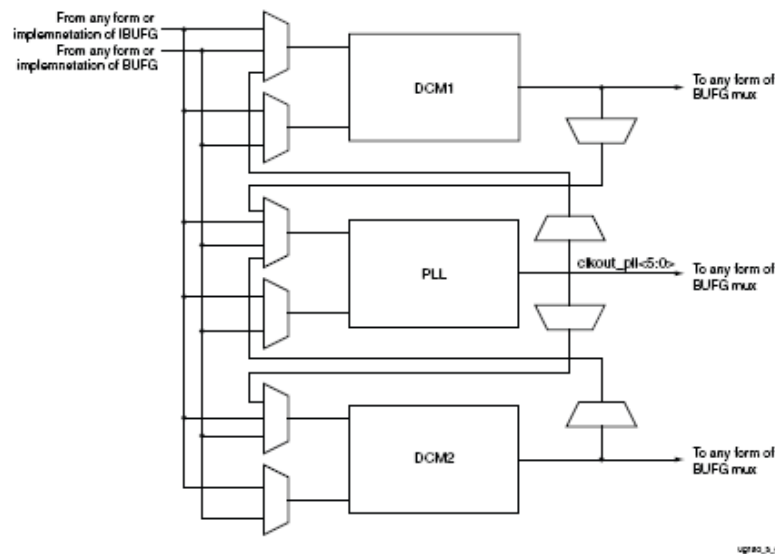 From any form or
implemnetation of IBUFG
From any form or
implemnetation of BUFG
DCM1
To any form of
BUFG mux
PLL
clkout_pll<5:0>
To any form of
BUFG mux
DCM2
To any form of
BUFG mux